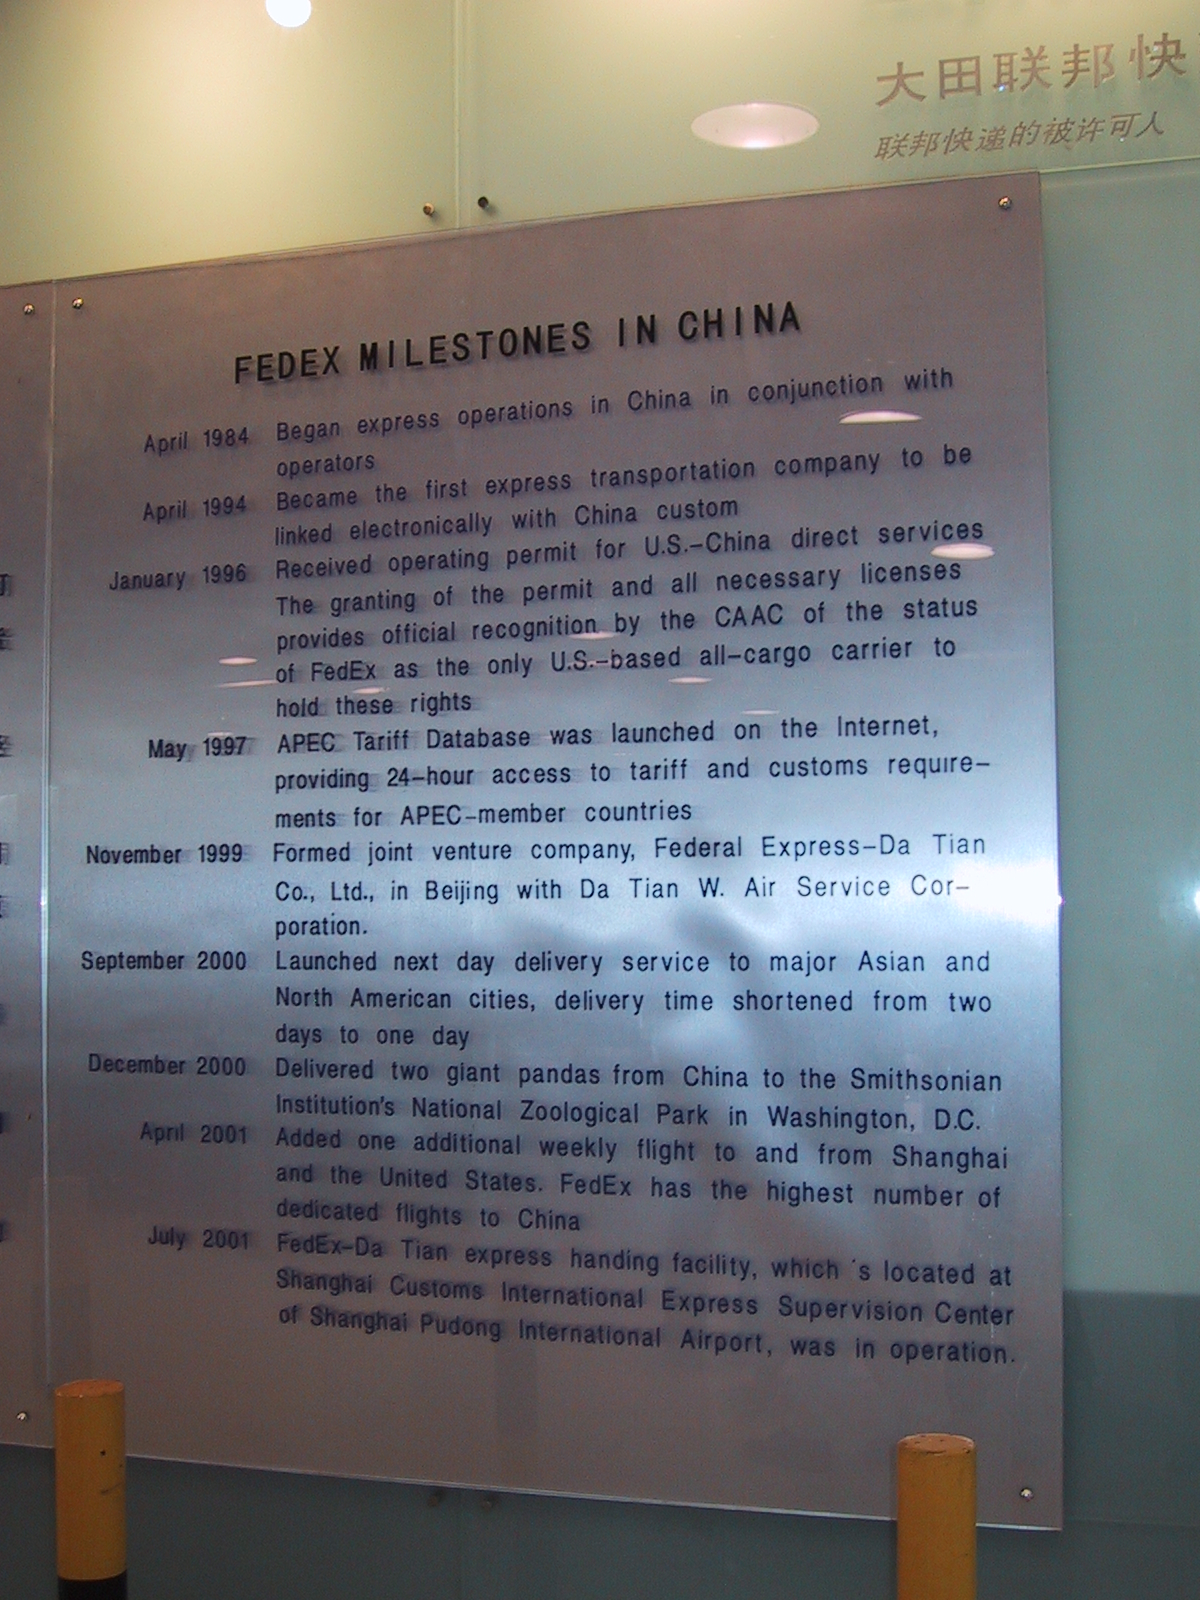 大田联邦快
联邦快递的被许可人
FEDEX MILESTONES IN CHINA
April 1984 Began express operations in China in conjunction with
operators
April 1994 Became the first express transportation company to be
linked electronically with China custom
January 1996 Received operating permit for U.S.-China direct services
The granting of the permit and all necessary licenses
provides official recognition by the CAAC of the status
of FedEx as the only U.S.-based all-cargo carrier to
hold these rights
May 1997 APEC Tariff Database was launched on the Internet,
providing 24-hour access to tariff and customs require-
ments for APEC-member countries
November 1999 Formed joint venture company, Federal Express-Da Tian
Co., Ltd., in Beijing with Da Tian W. Air Service Cor-
poration.
September 2000 Launched next day delivery service to major Asian and
North American cities, delivery time shortened from two
days to one day
December 2000 Delivered two giant pandas from China to the Smithsonian
Institution's National Zoological Park in Washington, D.C.
April 2001 Added one additional weekly flight to and from Shanghai
and the United States. FedEx has the highest number of
dedicated flights to China
July 2001 FedEx-Da Tian express handing facility, which 's located at
Shanghai Customs International Express Supervision Center
of Shanghai Pudong International Airport, was in operation.